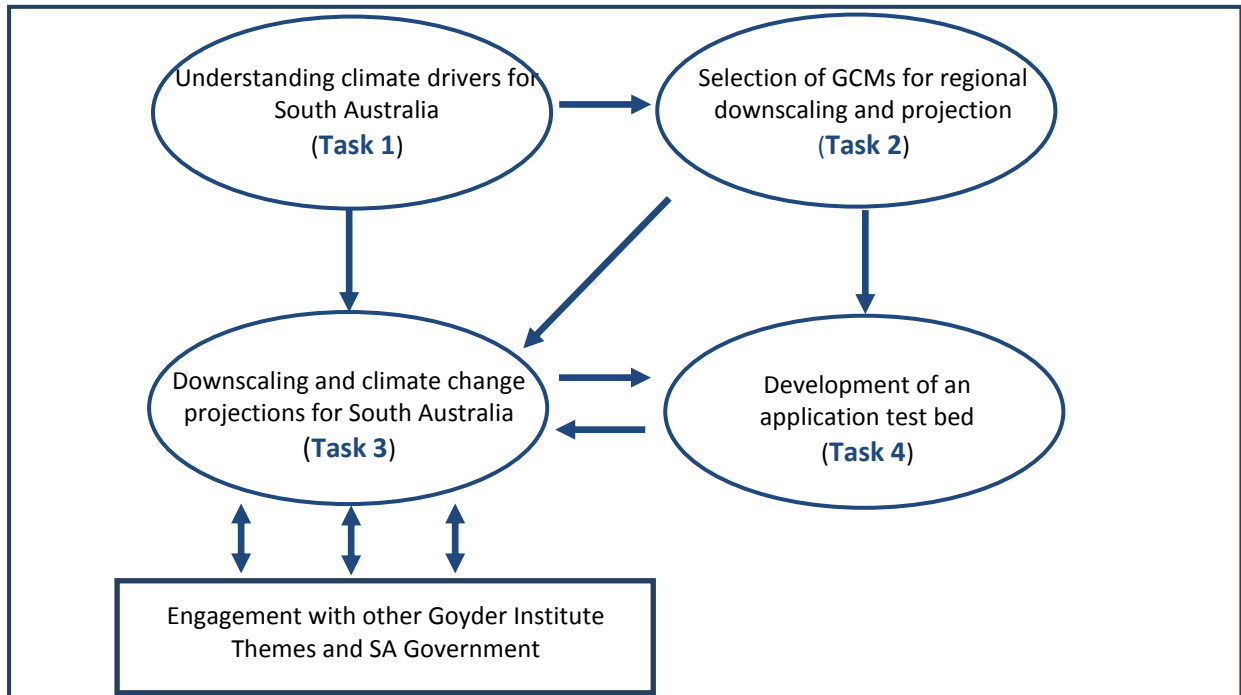 Understanding climate drivers for
South Australia
(Task 1)
Selection of GCMs for regional
downscaling and projection
(Task 2)
Downscaling and climate change
projections for South Australia
(Task 3)
Development of an
application test bed
(Task 4)
Engagement with other Goyder Institute
Themes and SA Government